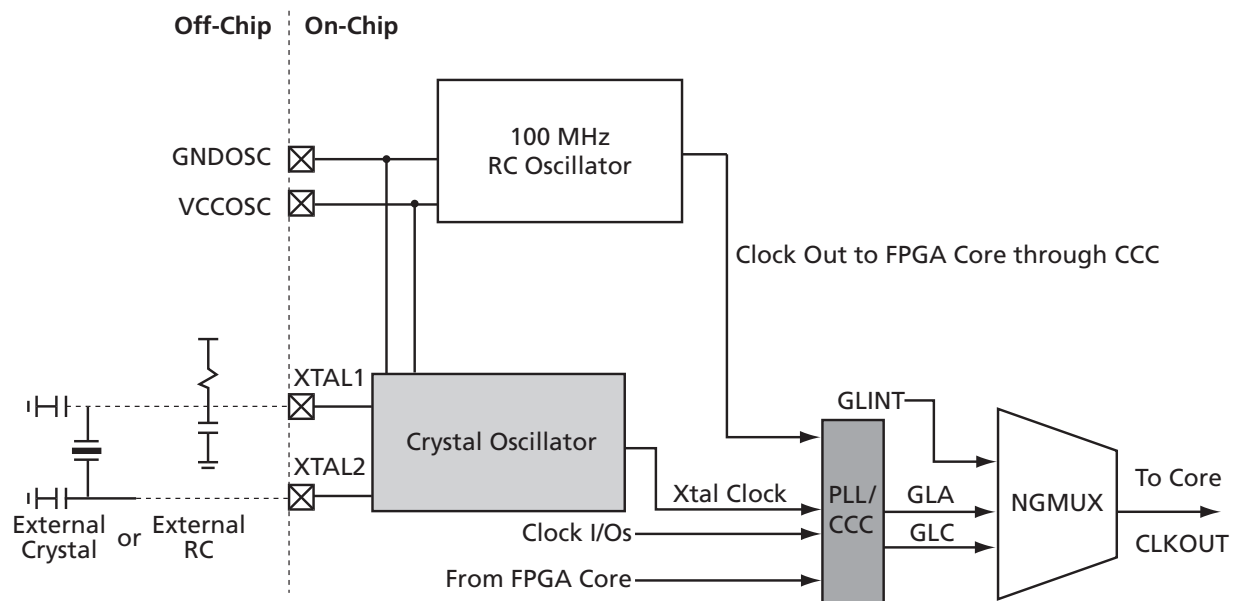 Off-Chip
On-Chip
100 MHz
RC Oscillator
GNDOSC
VCCOSC
Clock Out to FPGA Core through CCC
XTAL1
GLINT
Crystal Oscillator
XTAL2
To Core
Xtal Clock
PLL/
CCC
GLA
NGMUX
External
Crystal
or
External
RC
Clock I/Os
GLC
CLKOUT
From FPGA Core